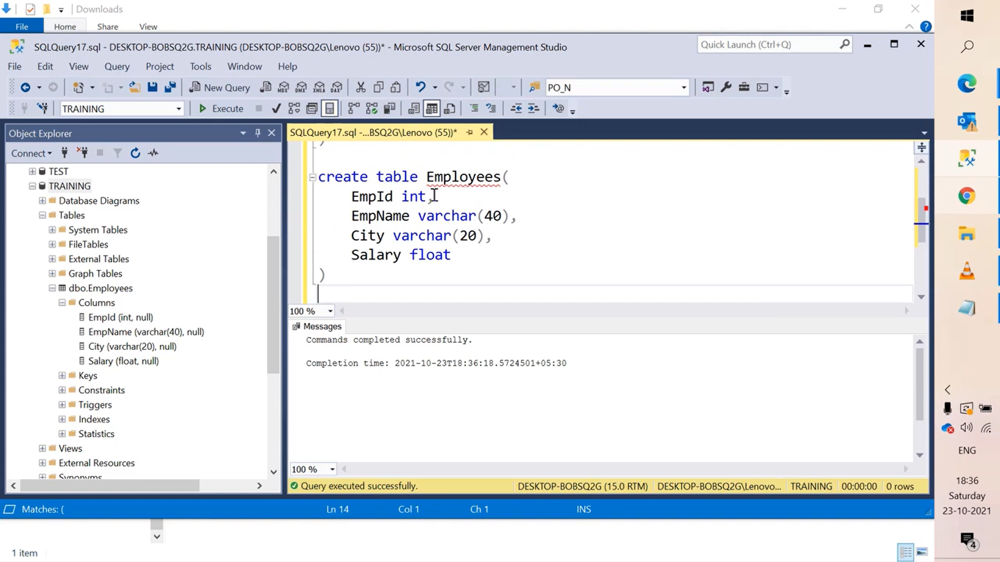 Downloads
File Home Share View
SQLQuery17.sql - DESKTOP-BOBSQ2G.TRAINING (DESKTOP-BOBSQ2G\Lenovo (55))* - Microsoft SQL Server Management Studio
Quick Launch (Ctrl+Q)
File Edit View Query Project Tools Window Help
New Query MDX DMX XMLA DAX PO_N
TRAINING Execute
Object Explorer
Connect
TEST
TRAINING
Database Diagrams
Tables
System Tables
FileTables
External Tables
Graph Tables
dbo.Employees
Columns
EmpId (int, null)
EmpName (varchar(40), null)
City (varchar(20), null)
Salary (float, null)
Keys
Constraints
Triggers
Indexes
Statistics
Views
External Resources
Synonyms
SQLQuery17.sql -...BSQ2G\Lenovo (55))*
)
create table Employees(
EmpId int,
EmpName varchar(40),
City varchar(20),
Salary float
)
100 %
Messages
Commands completed successfully.
Completion time: 2021-10-23T18:36:18.5724501+05:30
100 %
Query executed successfully. DESKTOP-BOBSQ2G (15.0 RTM) DESKTOP-BOBSQ2G\Lenovo... TRAINING 00:00:00 0 rows
Matches: ( Ln 14 Col 1 Ch 1 INS
1 item
ENG
18:36
Saturday
23-10-2021
4